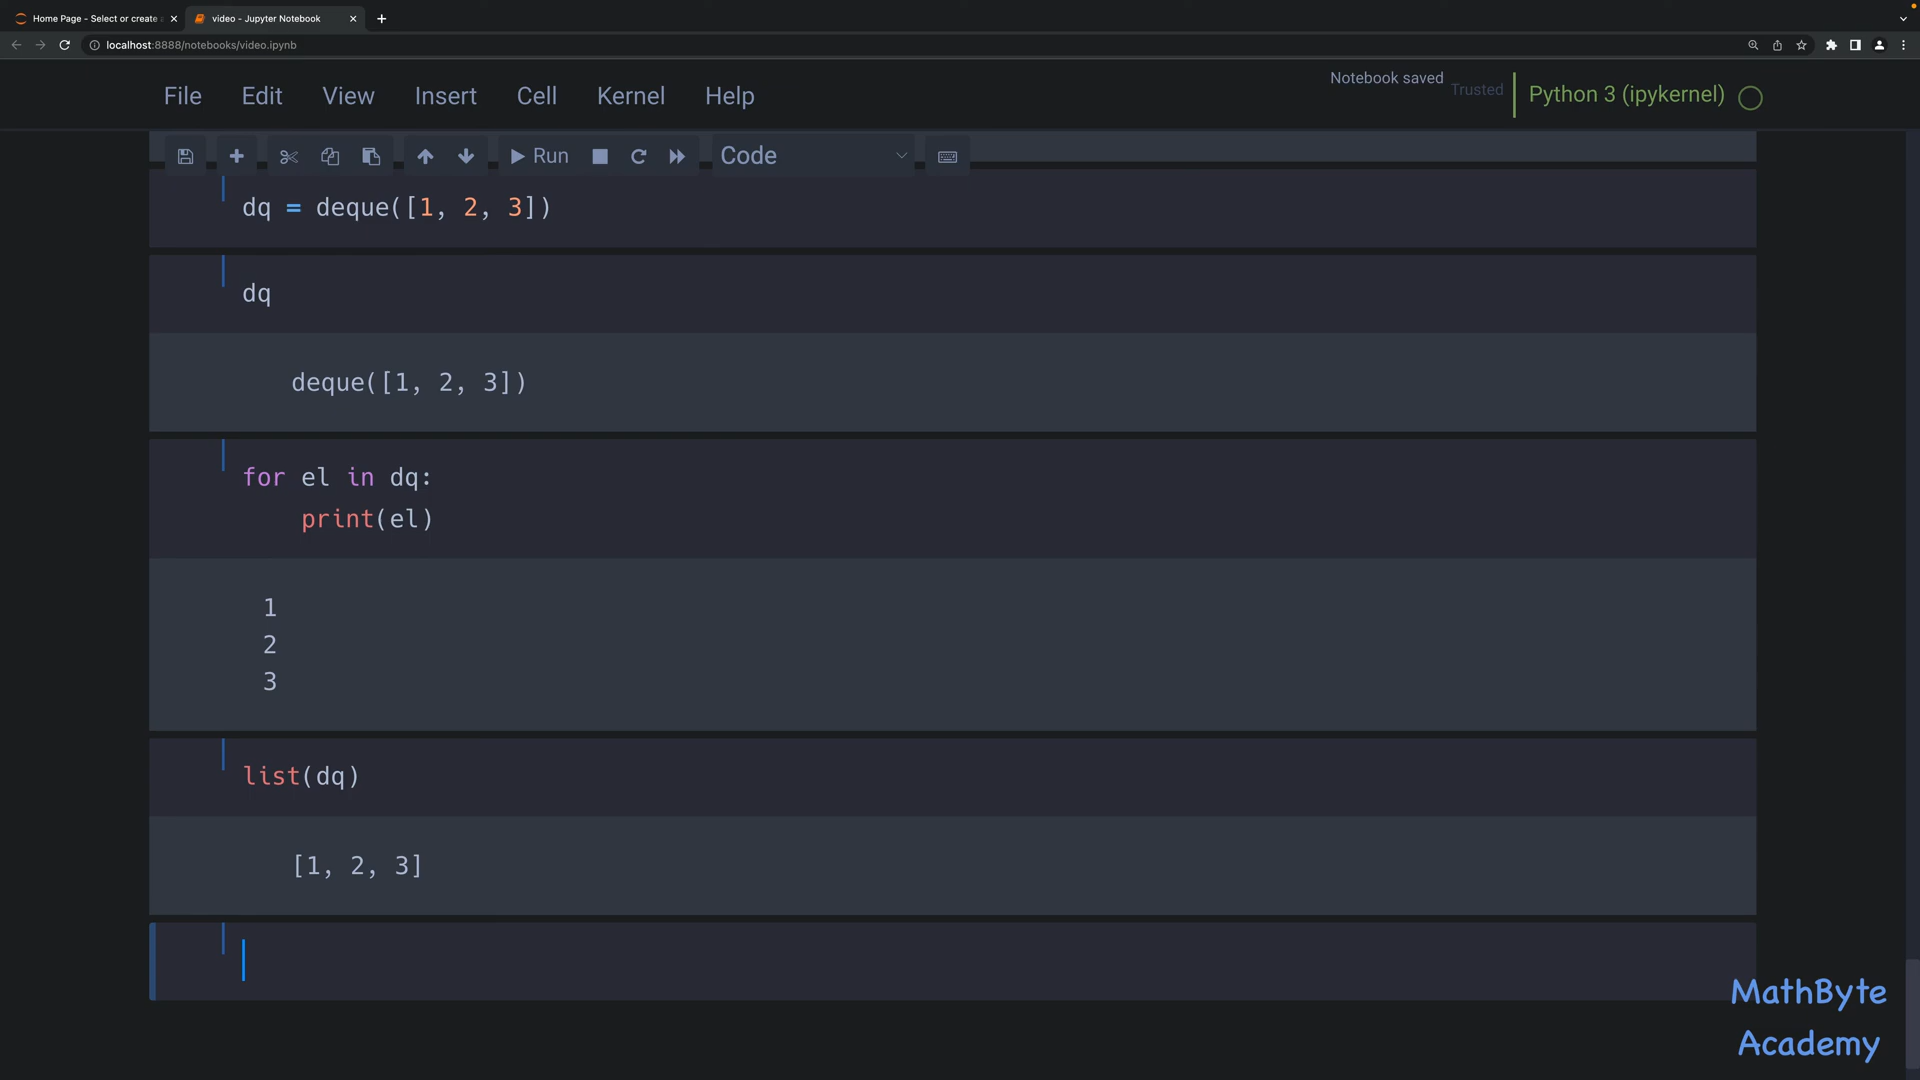 Home Page - Select or create a
video - Jupyter Notebook
localhost:8888/notebooks/video.ipynb
File Edit View Insert Cell Kernel Help
Notebook saved
Trusted
Python 3 (ipykernel)
Run
Code
dq = deque([1, 2, 3])
dq
deque([1, 2, 3])
for el in dq:
    print(el)
1
2
3
list(dq)
[1, 2, 3]
MathByte
Academy